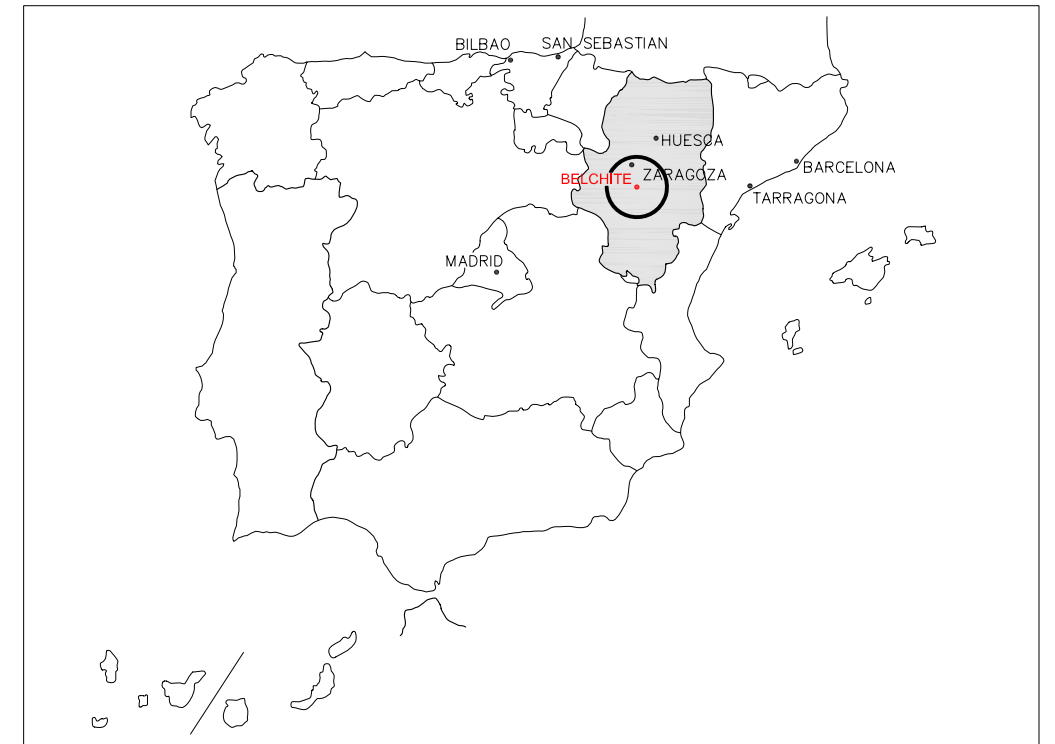 BILBAO
SAN SEBASTIAN
HUESCA
ZARAGOZA
BELCHITE
BARCELONA
TARRAGONA
MADRID